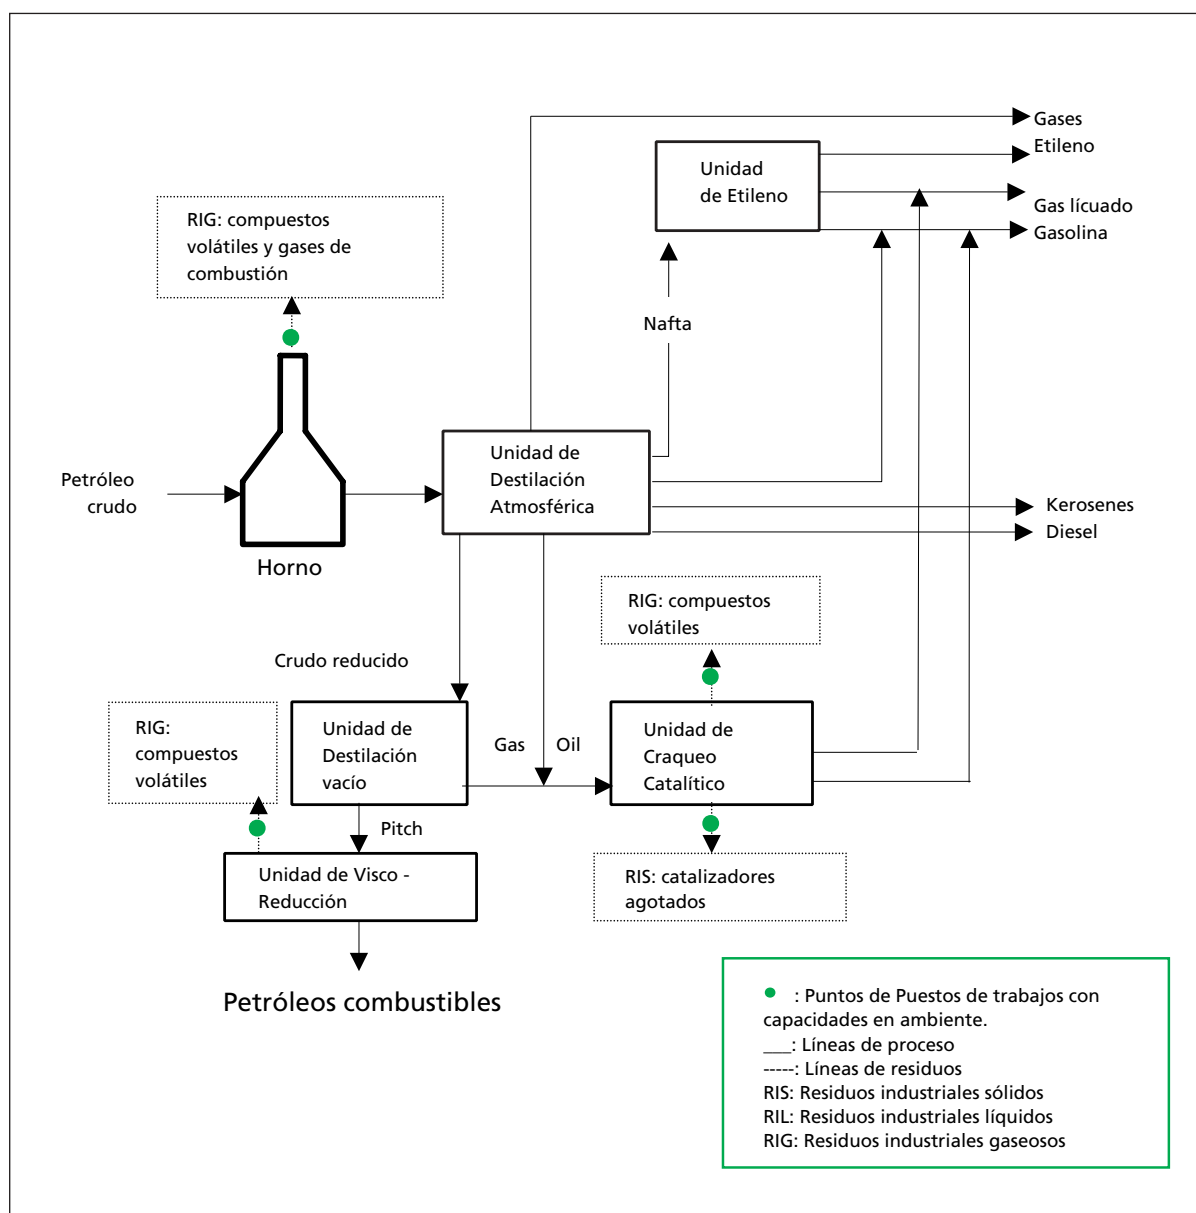 Gases
Etileno
Unidad
de Etileno
Gas lícuado
Gasolina
RIG: compuestos
volátiles y gases de
combustión
Nafta
Petróleo
crudo
Horno
Unidad de
Destilación
Atmosférica
Kerosenes
Diesel
RIG: compuestos
volátiles
Crudo reducido
RIG:
compuestos
volátiles
Unidad de
Destilación
vacío
Gas
Oil
Unidad de
Craqueo
Catalítico
Pitch
Unidad de Visco -
Reducción
RIS: catalizadores
agotados
Petróleos combustibles
: Puntos de Puestos de trabajos con
capacidades en ambiente.
___: Líneas de proceso
-----: Líneas de residuos
RIS: Residuos industriales sólidos
RIL: Residuos industriales líquidos
RIG: Residuos industriales gaseosos